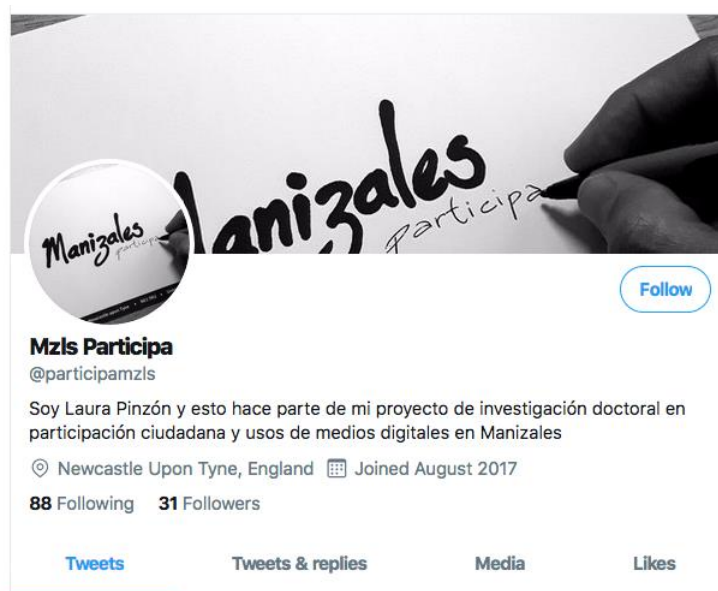 Manizales
participa
Manizales
participa
Follow
Mzls Participa
@participamzls
Soy Laura Pinzón y esto hace parte de mi proyecto de investigación doctoral en
participación ciudadana y usos de medios digitales en Manizales
Newcastle Upon Tyne, England Joined August 2017
88 Following 31 Followers
Tweets Tweets & replies Media Likes